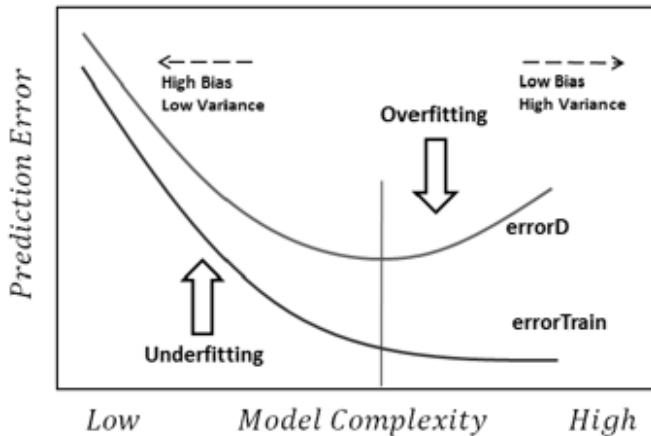 High Bias
Low Variance
Low Bias
High Variance
Overfitting
errorD
errorTrain
Underfitting
Prediction Error
Low
Model Complexity
High